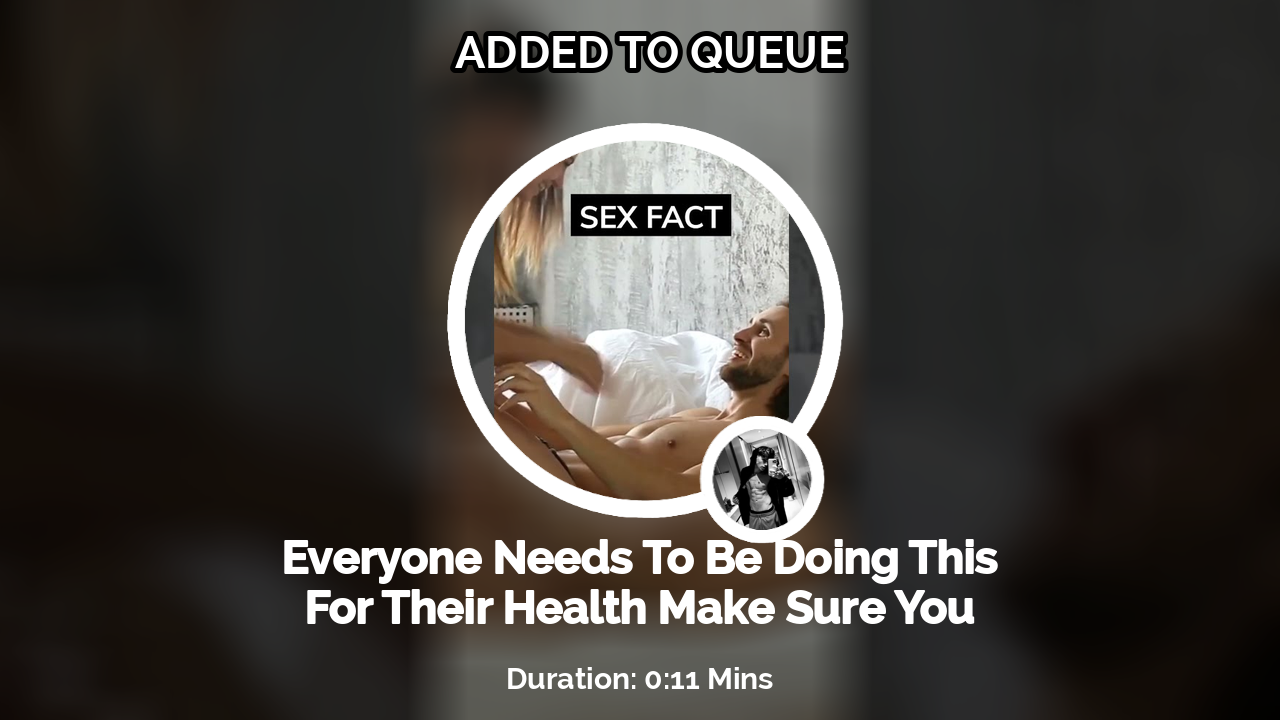 ADDED TO QUEUE
SEX FACT
Everyone Needs To Be Doing This
For Their Health Make Sure You
Duration: 0:11 Mins